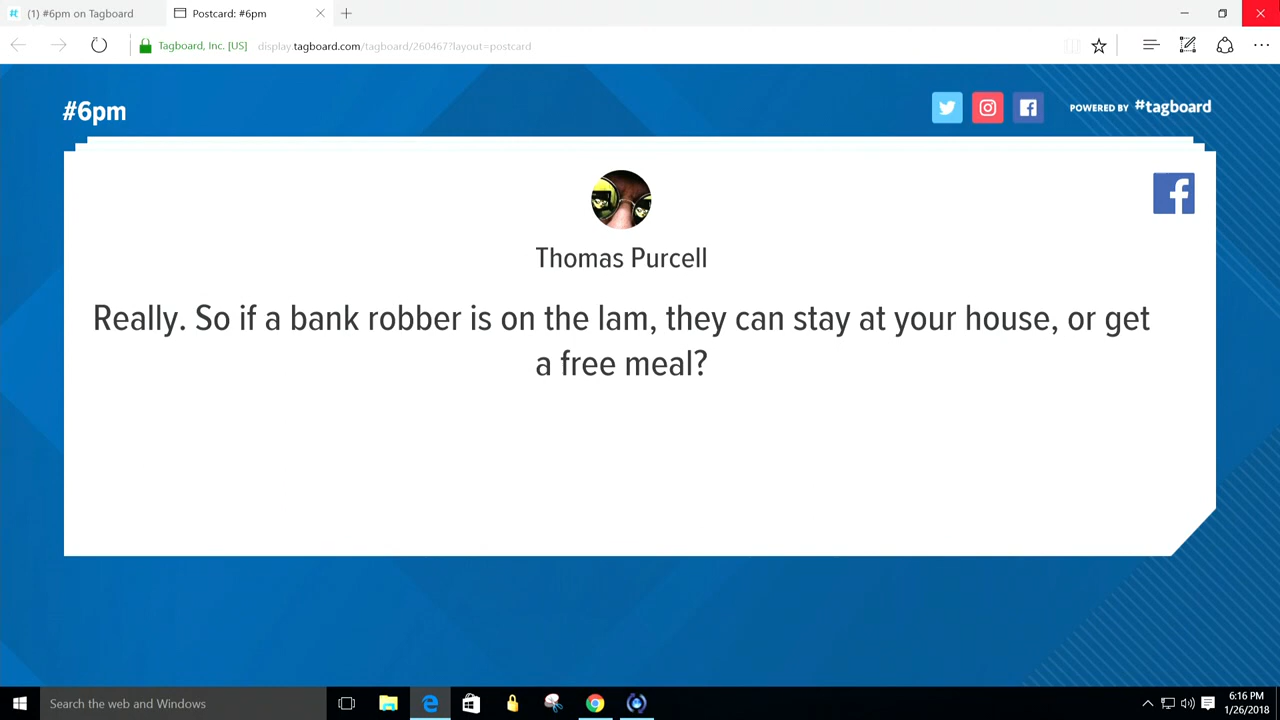 (1) #6pm on Tagboard
Postcard: #6pm
Tagboard, Inc. [US] display.tagboard.com/tagboard/260467?layout=postcard
#6pm
POWERED BY #tagboard
Thomas Purcell
Really. So if a bank robber is on the lam, they can stay at your house, or get
a free meal?
Search the web and Windows
6:16 PM
1/26/2018